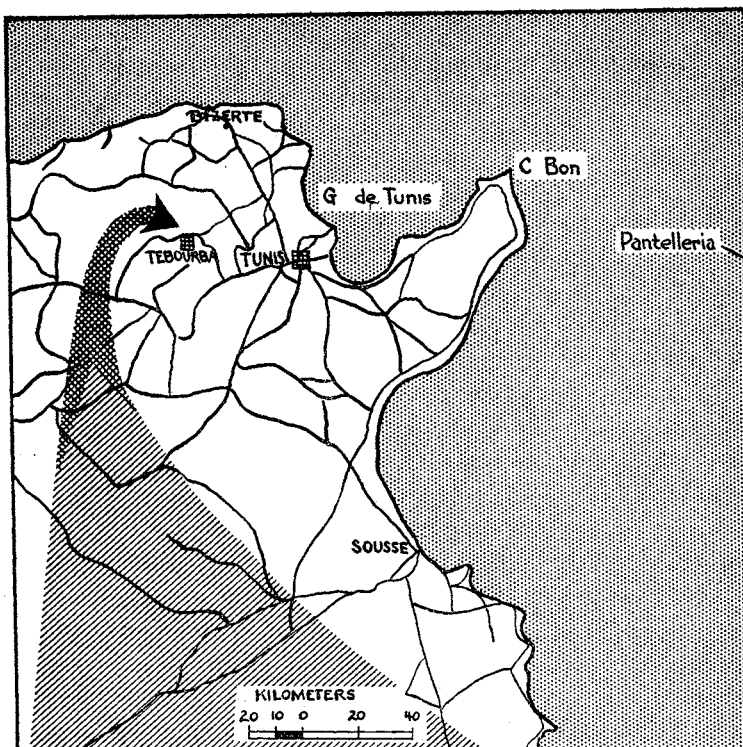 BIZERTE
C Bon
G de Tunis
Pantelleria
TEBOURBA
TUNIS
SOUSSE
KILOMETERS
20 10 0 20 40